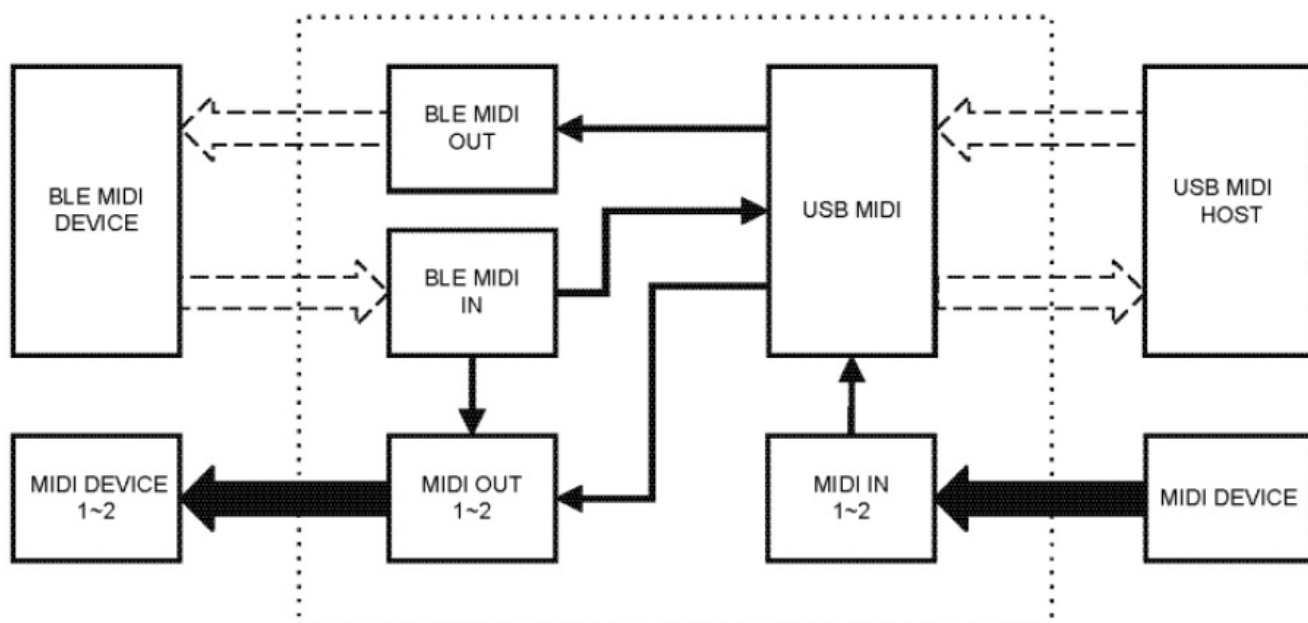 BLE MIDI
DEVICE
BLE MIDI
OUT
BLE MIDI
IN
USB MIDI
USB MIDI
HOST
MIDI DEVICE
1~2
MIDI OUT
1~2
MIDI IN
1~2
MIDI DEVICE